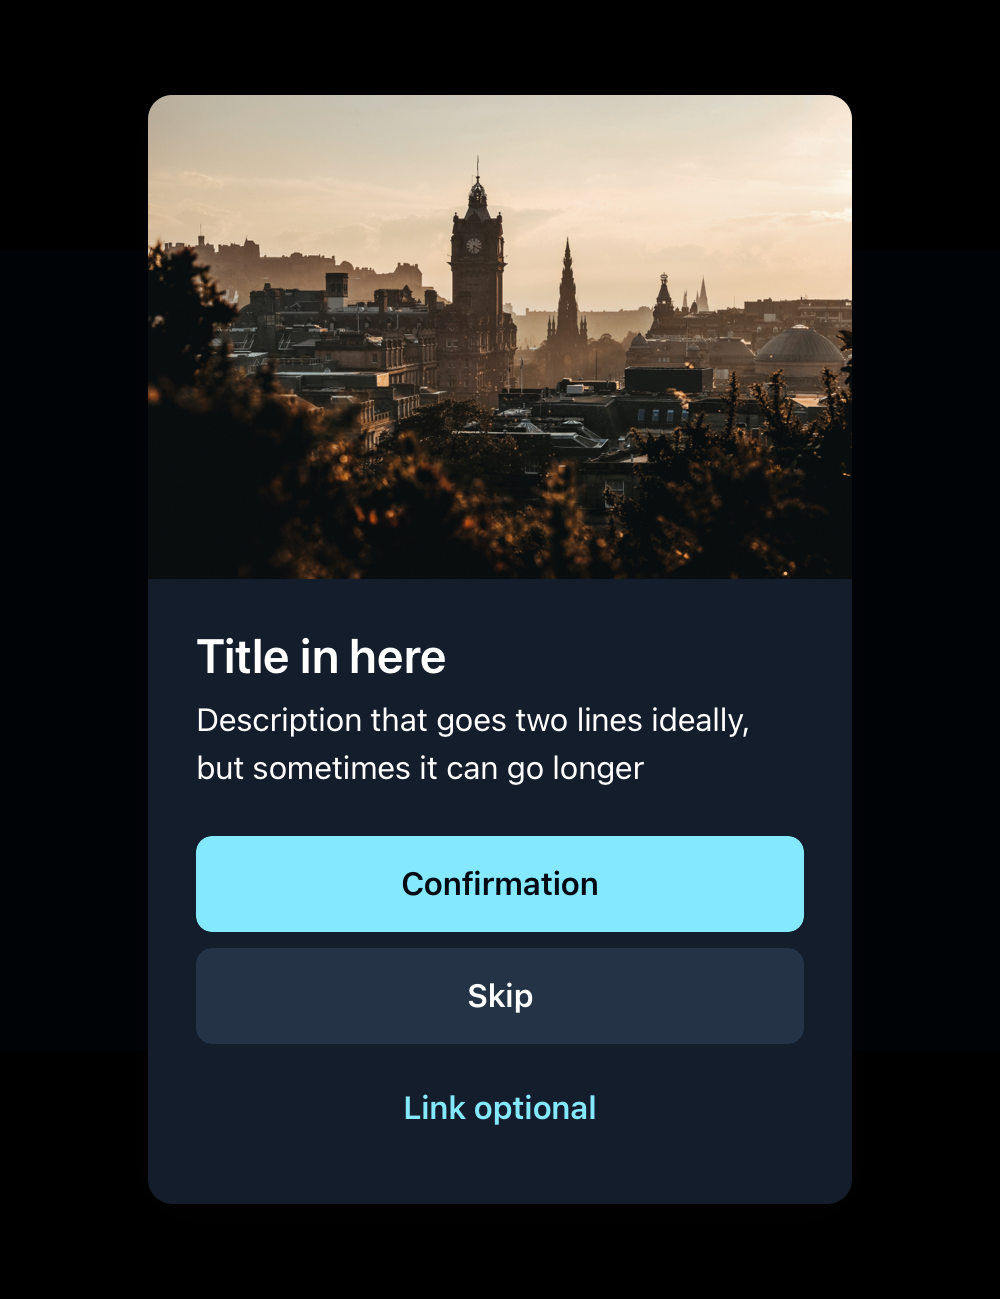 Title in here
Description that goes two lines ideally,
but sometimes it can go longer
Confirmation
Skip
Link optional